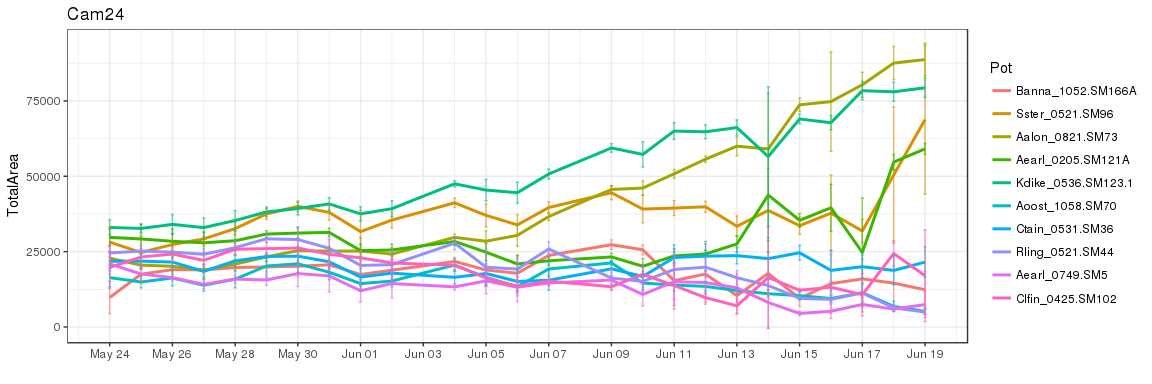 Cam24
TotalArea
75000
50000
25000
0
May 24 May 26 May 28 May 30 Jun 01 Jun 03 Jun 05 Jun 07 Jun 09 Jun 11 Jun 13 Jun 15 Jun 17 Jun 19
Pot
Banna_1052.SM166A
Sster_0521.SM96
Aalon_0821.SM73
Aearl_0205.SM121A
Kdike_0536.SM123.1
Aoost_1058.SM70
Ctain_0531.SM36
Rling_0521.SM44
Aearl_0749.SM5
Clfin_0425.SM102